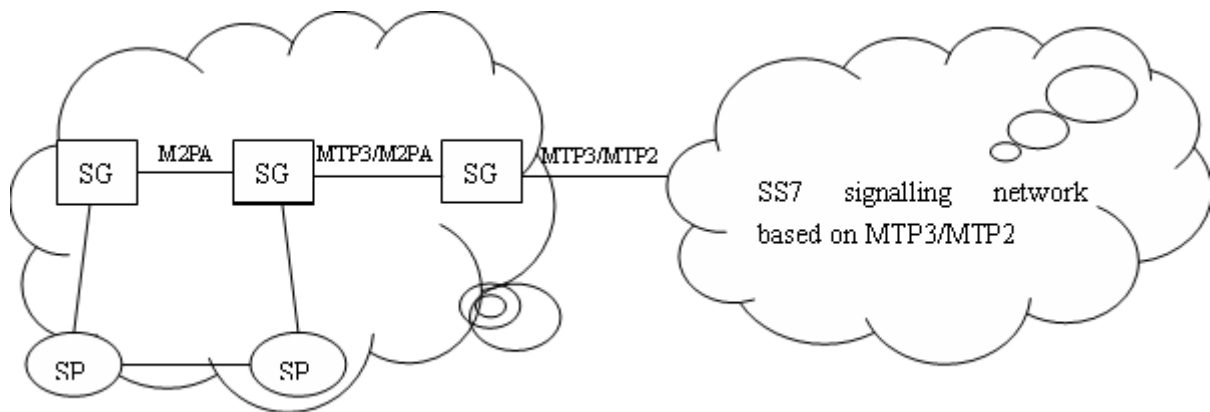 M2PA
MTP3/M2PA
MTP3/MTP2
SG
SG
SG
SS7 signalling network
based on MTP3/MTP2
SP
SP